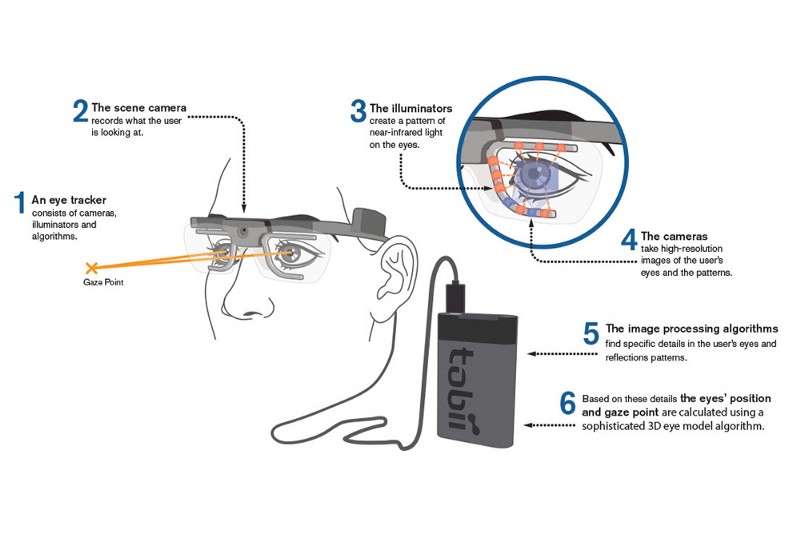 1 An eye tracker
consists of cameras,
illuminators and
algorithms.
2 The scene camera
records what the user
is looking at.
3 The illuminators
create a pattern of
near-infrared light
on the eyes.
4 The cameras
take high-resolution
images of the user's
eyes and the patterns.
Gaze Point
tobii
5 The image processing algorithms
find specific details in the user's eyes and
reflections patterns.
6 Based on these details the eyes' position
and gaze point are calculated using a
sophisticated 3D eye model algorithm.